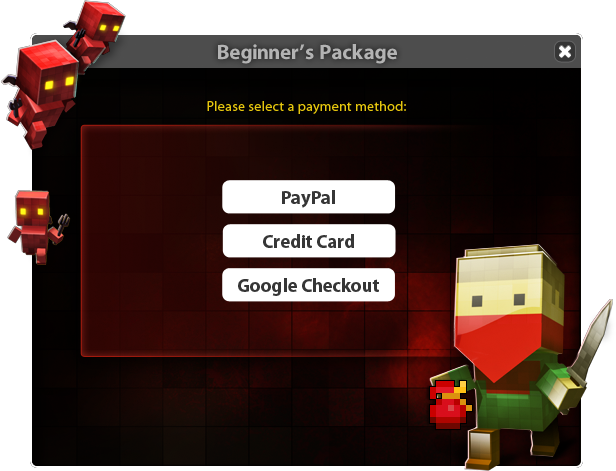 Beginner's Package
Please select a payment method:
PayPal
Credit Card
Google Checkout